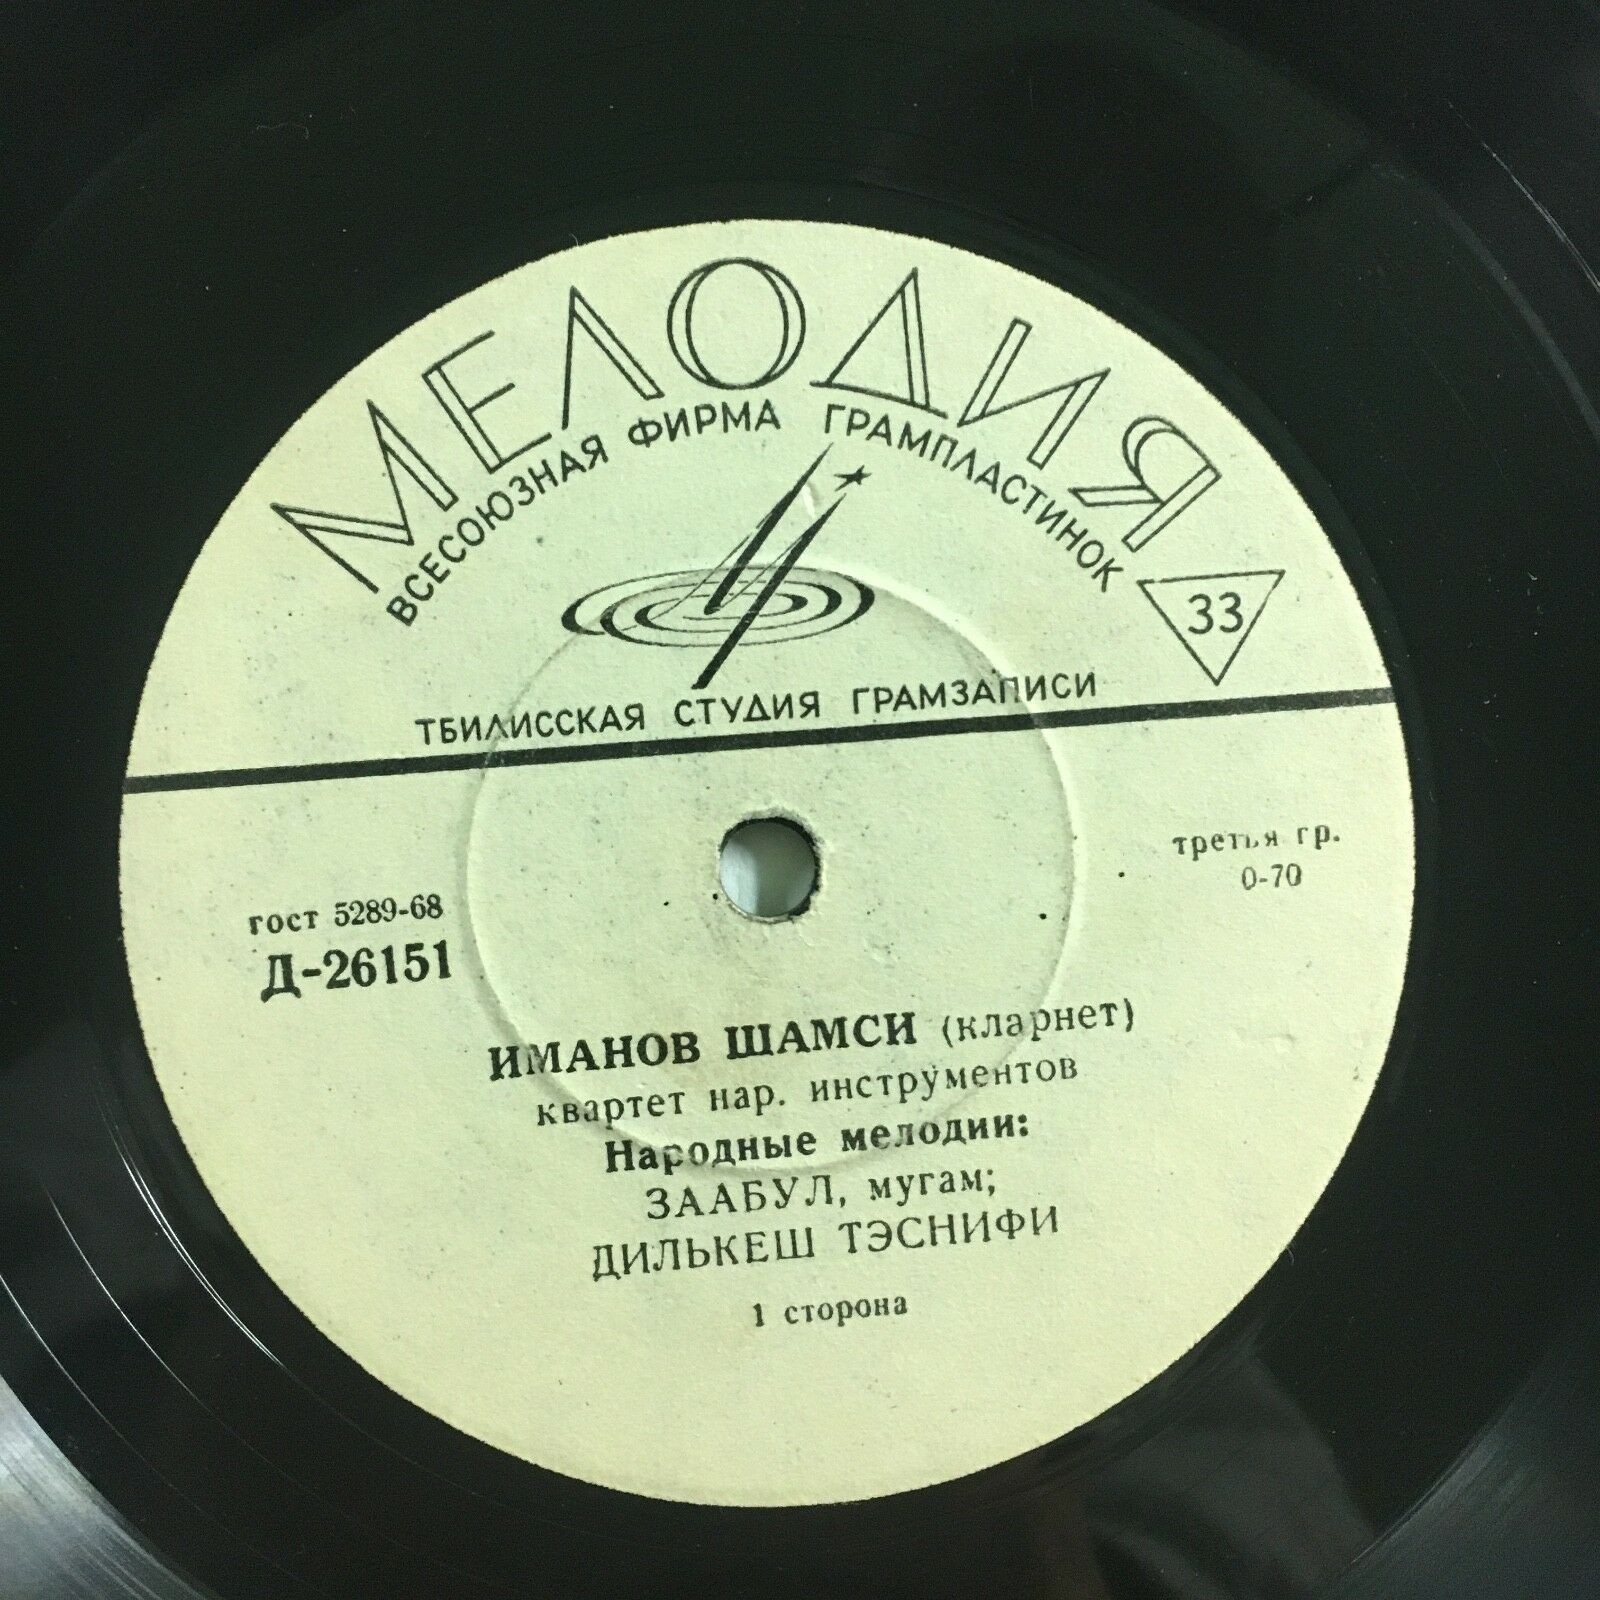 МЕЛОДИЯ
ВСЕСОЮЗНАЯ ФИРМА ГРАМПЛАСТИНОК
33
ТБИЛИССКАЯ СТУДИЯ ГРАМЗАПИСИ
третья гр.
0-70
гост 5289-68
Д-26151
ИМАНОВ ШАМСИ (кларнет)
квартет нар. инструментов
Народные мелодии:
ЗААБУЛ, мугам;
ДИЛЬКЕШ ТЭСНИФИ
1 сторона